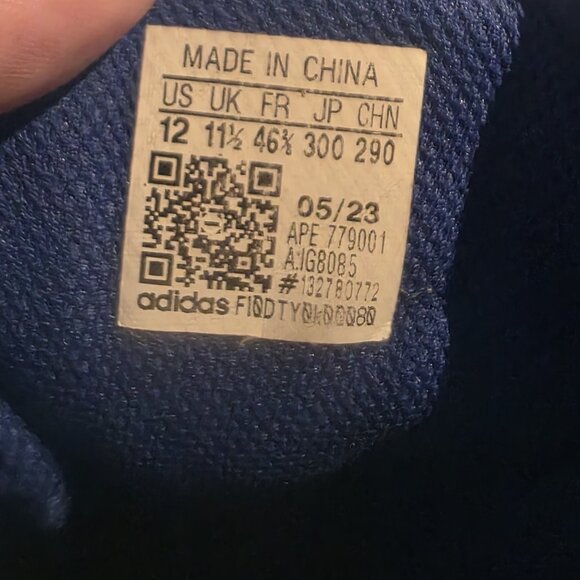 MADE IN CHINA
US UK FR JP CHN
12 11½ 46⅔ 300 290
05/23
APE 779001
A.IG8085
#132780772
adidas